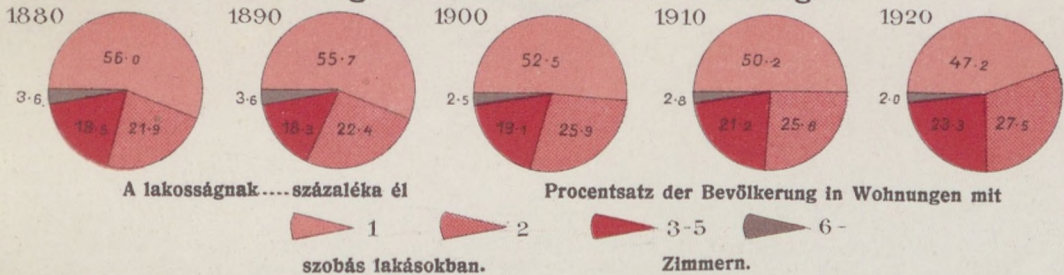 1880 1890 1900 1910 1920
56·0 55·7 52·5 50·2 47·2
3·6 3·6 2·5 2·8 2·0
18·5 21·9 18·3 22·4 19·1 25·9 21·2 25·8 23·3 27·5
A lakosságnak .... százaléka él Procentsatz der Bevölkerung in Wohnungen mit
1 2 3-5 6-
szobás lakásokban. Zimmern.